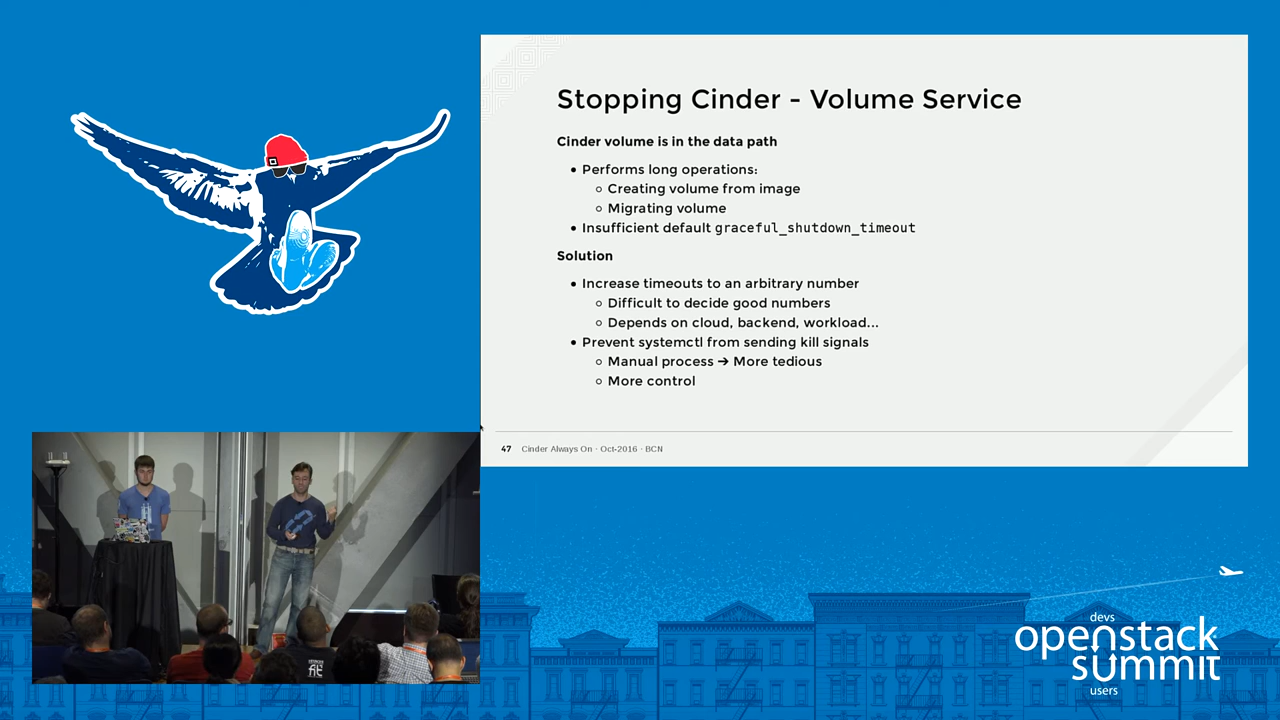 Stopping Cinder - Volume Service
Cinder volume is in the data path
• Performs long operations:
○ Creating volume from image
○ Migrating volume
• Insufficient default graceful_shutdown_timeout
Solution
• Increase timeouts to an arbitrary number
○ Difficult to decide good numbers
○ Depends on cloud, backend, workload...
• Prevent systemctl from sending kill signals
○ Manual process ➔ More tedious
○ More control
47 Cinder Always On · Oct-2016 · BCN
devs
openstack
summit
users